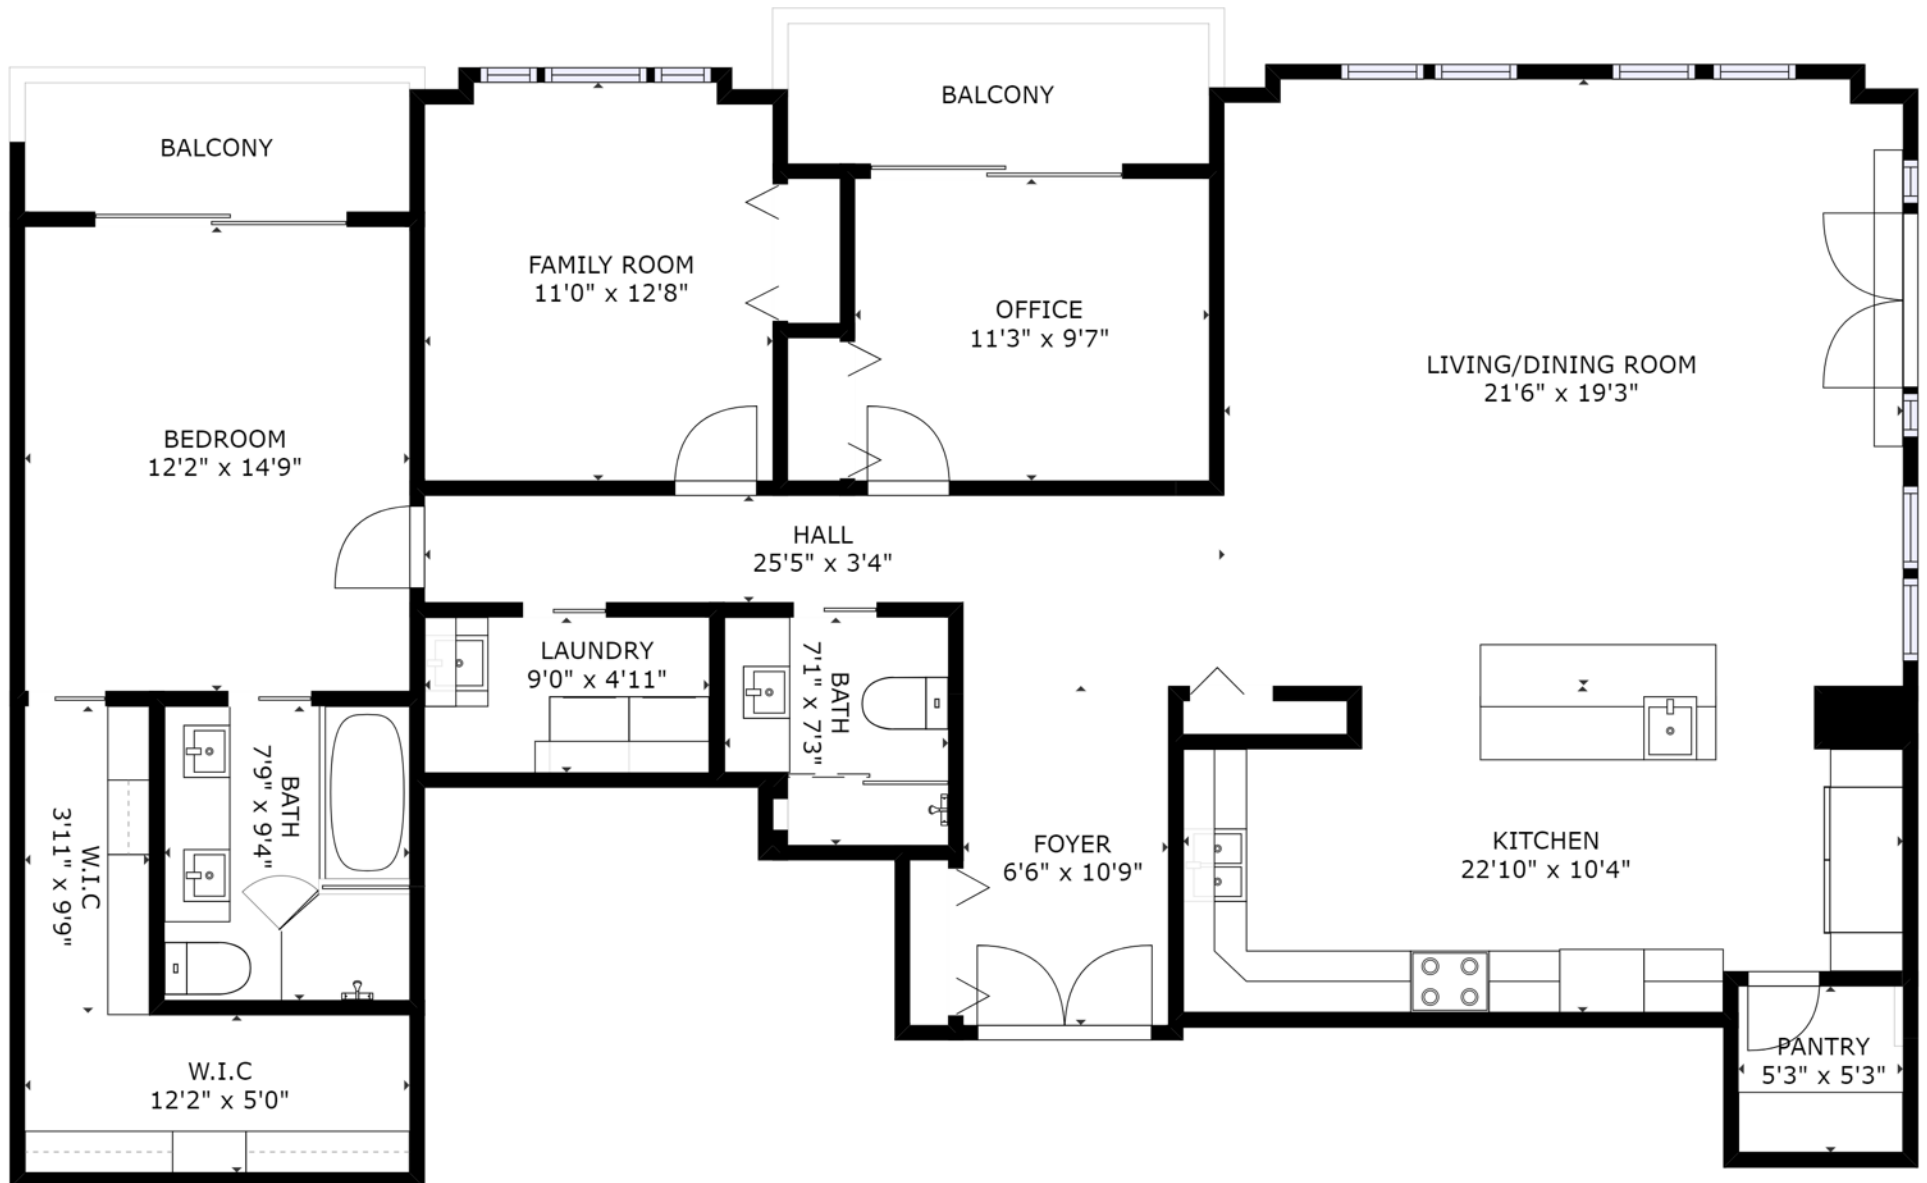 BALCONY
BALCONY
FAMILY ROOM
11'0" x 12'8"
OFFICE
11'3" x 9'7"
LIVING/DINING ROOM
21'6" x 19'3"
BEDROOM
12'2" x 14'9"
HALL
25'5" x 3'4"
LAUNDRY
9'0" x 4'11"
BATH
7'1" x 7'3"
BATH
7'9" x 9'4"
W.I.C
3'11" x 9'9"
FOYER
6'6" x 10'9"
KITCHEN
22'10" x 10'4"
W.I.C
12'2" x 5'0"
PANTRY
5'3" x 5'3"